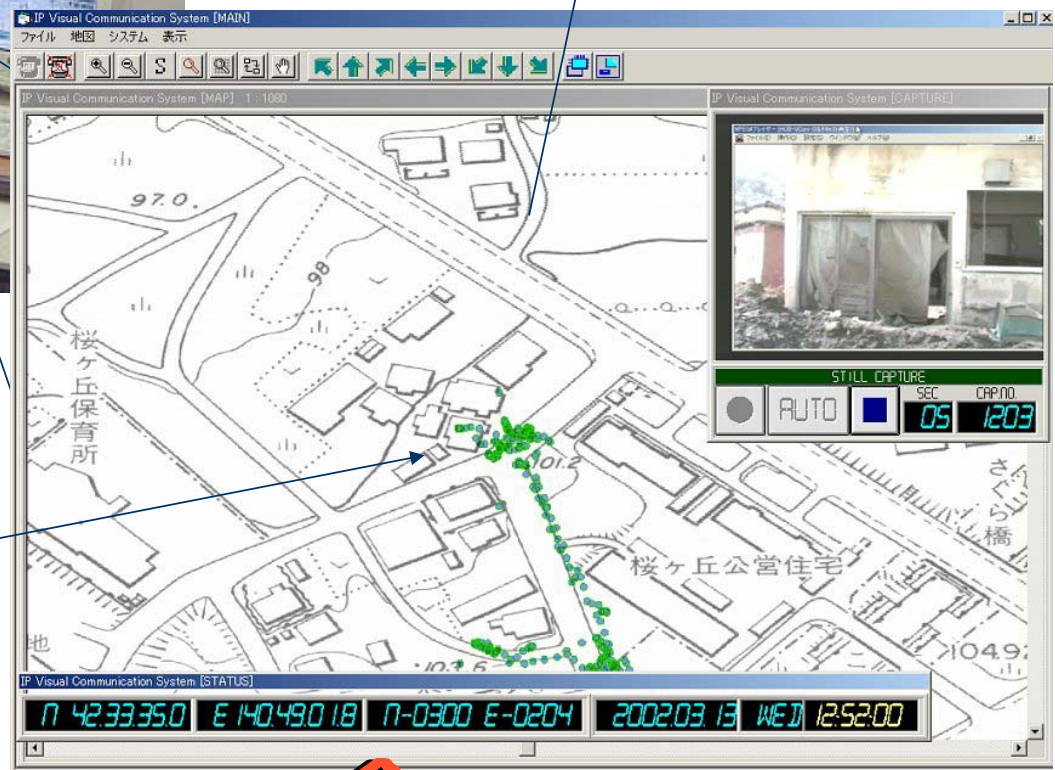 IP Visual Communication System [MAIN]
ファイル 地図 システム 表示
S
IP Visual Communication System [MAP] 1 : 1080
IP Visual Communication System [CAPTURE]
97.0.
98
桜ヶ丘保育所
101.2
さくら橋
桜ヶ丘公営住宅
地
103.6
104.9
STILL CAPTURE
AUTO
SEC
05
CAP.NO.
1203
IP Visual Communication System [STATUS]
N 42.33.35.0 E 140.49.01.8 N-0300 E-0204 2002.03.13 WED 12:52:00